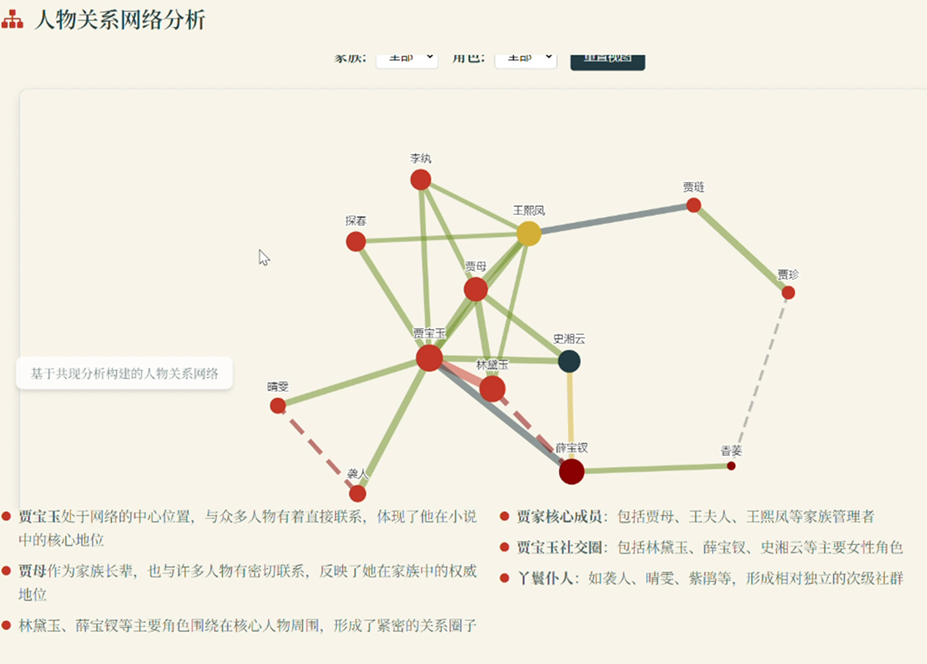 人物关系网络分析
家族： 全部 角色： 全部 重置视图
李纨
贾琏
王熙凤
探春
贾母
贾珍
贾宝玉
史湘云
林黛玉
基于共现分析构建的人物关系网络
晴雯
薛宝钗
香菱
袭人
贾宝玉处于网络的中心位置，与众多人物有着直接联系，体现了他在小说
中的核心地位
贾母作为家族长辈，也与许多人物有密切联系，反映了她在家族中的权威
地位
林黛玉、薛宝钗等主要角色围绕在核心人物周围，形成了紧密的关系圈子
贾家核心成员：包括贾母、王夫人、王熙凤等家族管理者
贾宝玉社交圈：包括林黛玉、薛宝钗、史湘云等主要女性角色
丫鬟仆人：如袭人、晴雯、紫鹃等，形成相对独立的次级社群